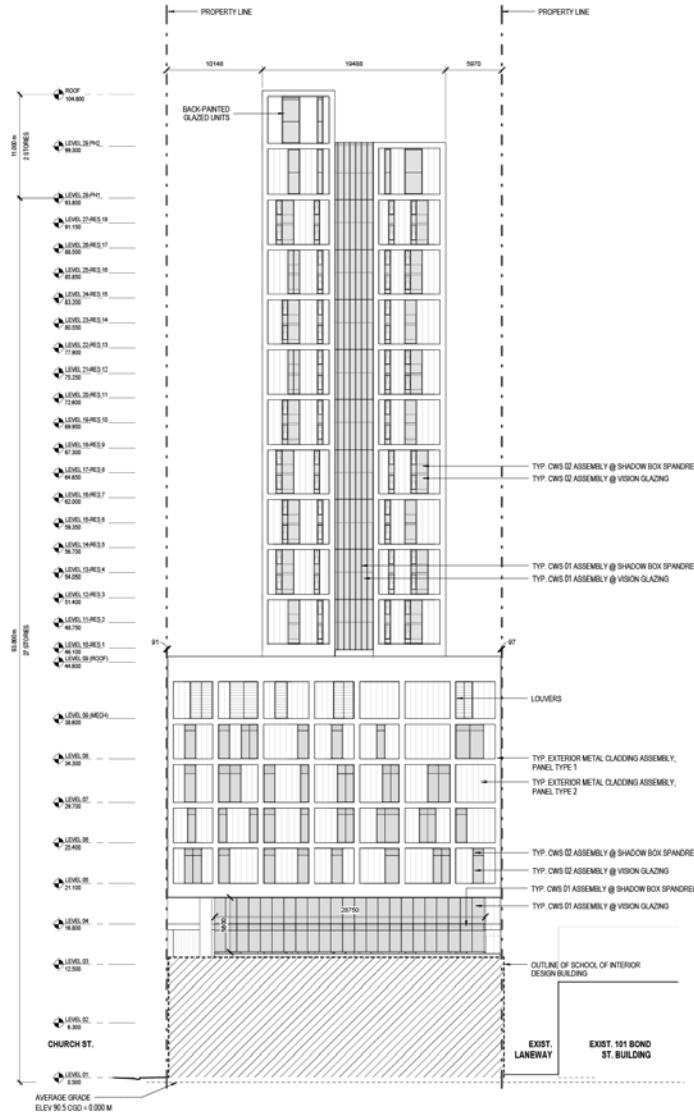 PROPERTY LINE
PROPERTY LINE
10148
19488
5970
ROOF
104.800
BACK-PAINTED
GLAZED UNITS
11.000 m
2 STORIES
LEVEL 29 PH2
99.300
LEVEL 28-PH1
93.800
LEVEL 27-RES 18
91.150
LEVEL 26-RES 17
88.500
LEVEL 25-RES 16
85.850
LEVEL 24-RES 15
83.200
LEVEL 23-RES 14
80.550
LEVEL 22-RES 13
77.900
LEVEL 21-RES 12
75.250
LEVEL 20-RES 11
72.600
LEVEL 19-RES 10
69.950
LEVEL 18-RES 9
67.300
LEVEL 17-RES 8
64.650
TYP. CWS 02 ASSEMBLY @ SHADOW BOX SPANDREL
TYP. CWS 02 ASSEMBLY @ VISION GLAZING
LEVEL 16-RES 7
62.000
LEVEL 15-RES 6
59.350
LEVEL 14-RES 5
56.700
LEVEL 13-RES 4
54.050
TYP. CWS 01 ASSEMBLY @ SHADOW BOX SPANDREL
TYP. CWS 01 ASSEMBLY @ VISION GLAZING
LEVEL 12-RES 3
51.400
LEVEL 11-RES 2
48.750
LEVEL 10-RES 1
46.100
91
97
LEVEL 09 (ROOF)
44.800
93.800 m
27 STORIES
LOUVERS
LEVEL 09 (MECH)
38.600
LEVEL 08
34.300
TYP. EXTERIOR METAL CLADDING ASSEMBLY;
PANEL TYPE 1
TYP. EXTERIOR METAL CLADDING ASSEMBLY;
PANEL TYPE 2
LEVEL 07
29.700
LEVEL 06
25.400
TYP. CWS 02 ASSEMBLY @ SHADOW BOX SPANDREL
TYP. CWS 02 ASSEMBLY @ VISION GLAZING
LEVEL 05
21.100
TYP. CWS 01 ASSEMBLY @ SHADOW BOX SPANDREL
TYP. CWS 01 ASSEMBLY @ VISION GLAZING
28750
LEVEL 04
16.800
LEVEL 03
12.500
OUTLINE OF SCHOOL OF INTERIOR
DESIGN BUILDING
LEVEL 02
6.300
CHURCH ST.
EXIST.
LANEWAY
EXIST. 101 BOND
ST. BUILDING
LEVEL 01
0.300
AVERAGE GRADE
ELEV 90.5 CGD = 0.000 M